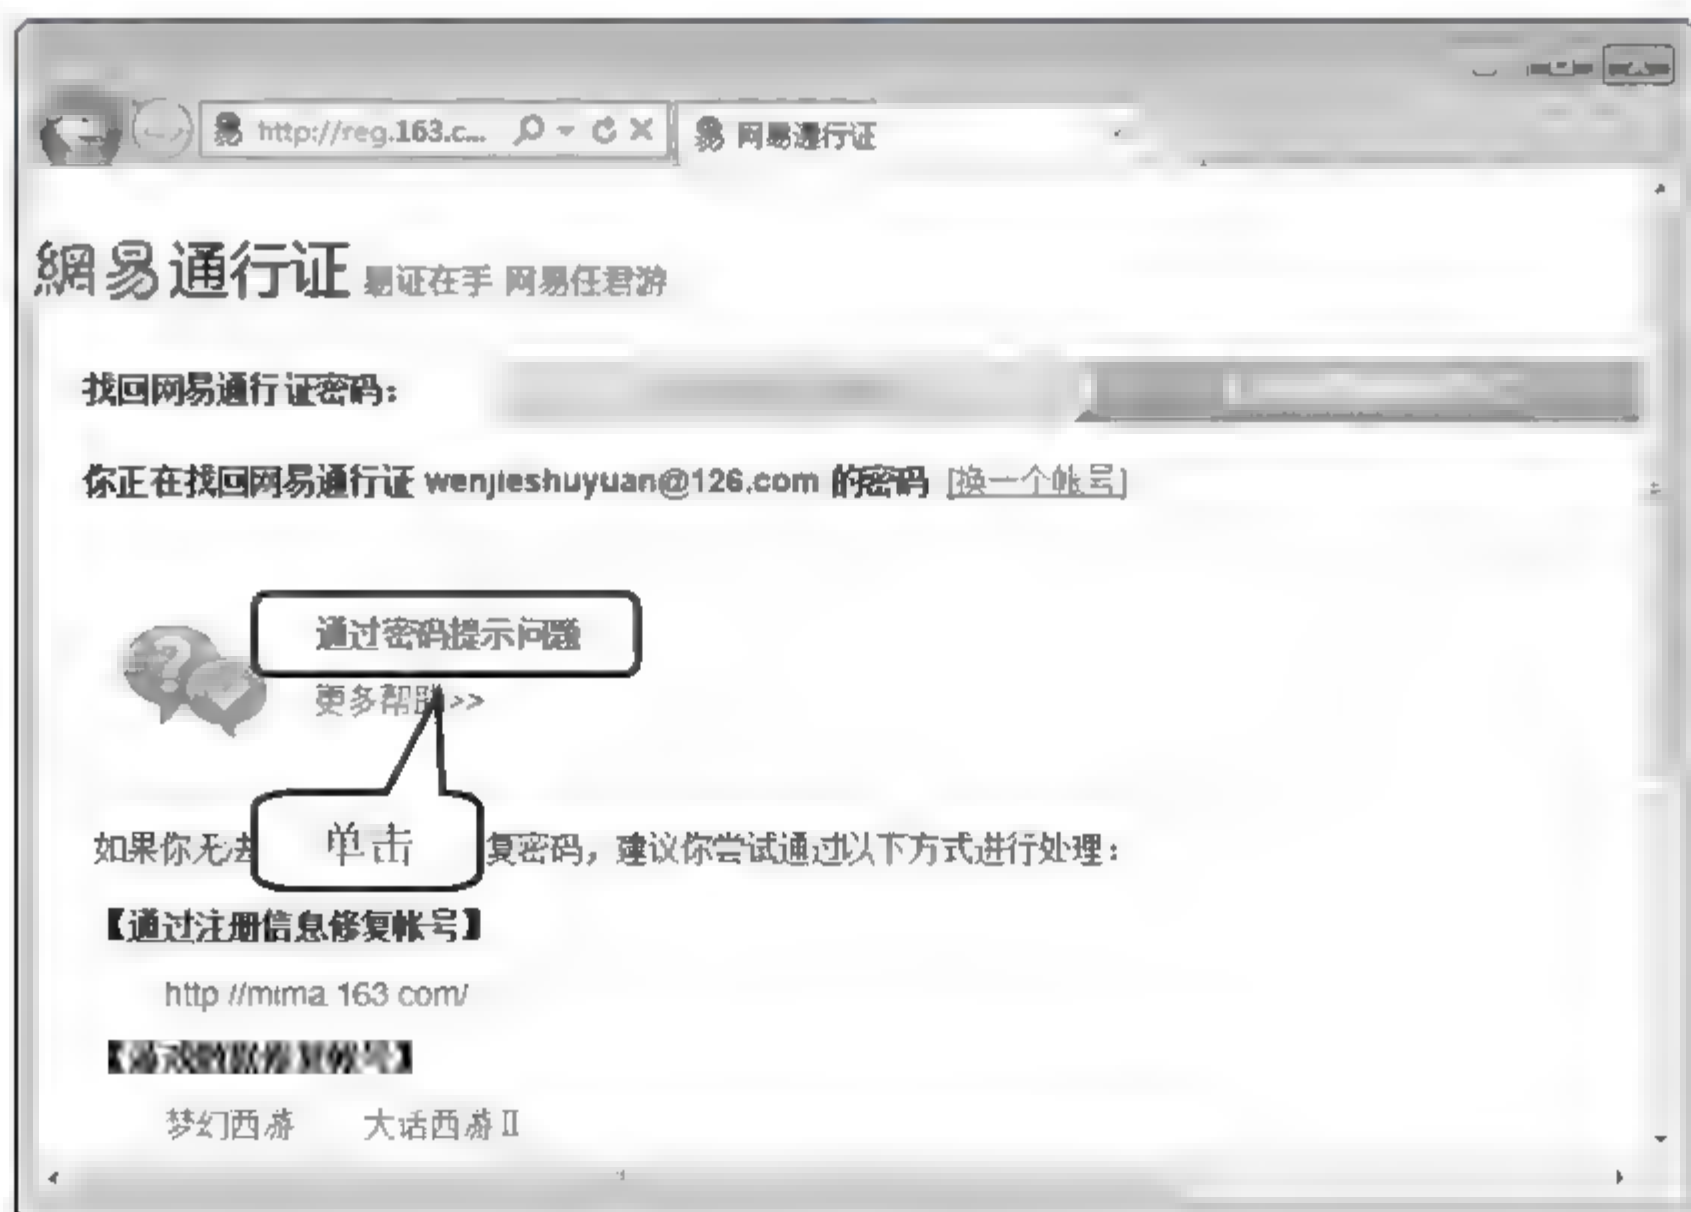 http://reg.163.c... 网易通行证
網易通行证 易证在手 网易任君游
找回网易通行证密码：
你正在找回网易通行证 wenjieshuyuan@126.com 的密码 [换一个帐号]
通过密码提示问题
更多帮助>>
单击
如果你无法 复密码，建议你尝试通过以下方式进行处理：
【通过注册信息修复帐号】
http //mima 163 com/
梦幻西游 大话西游II